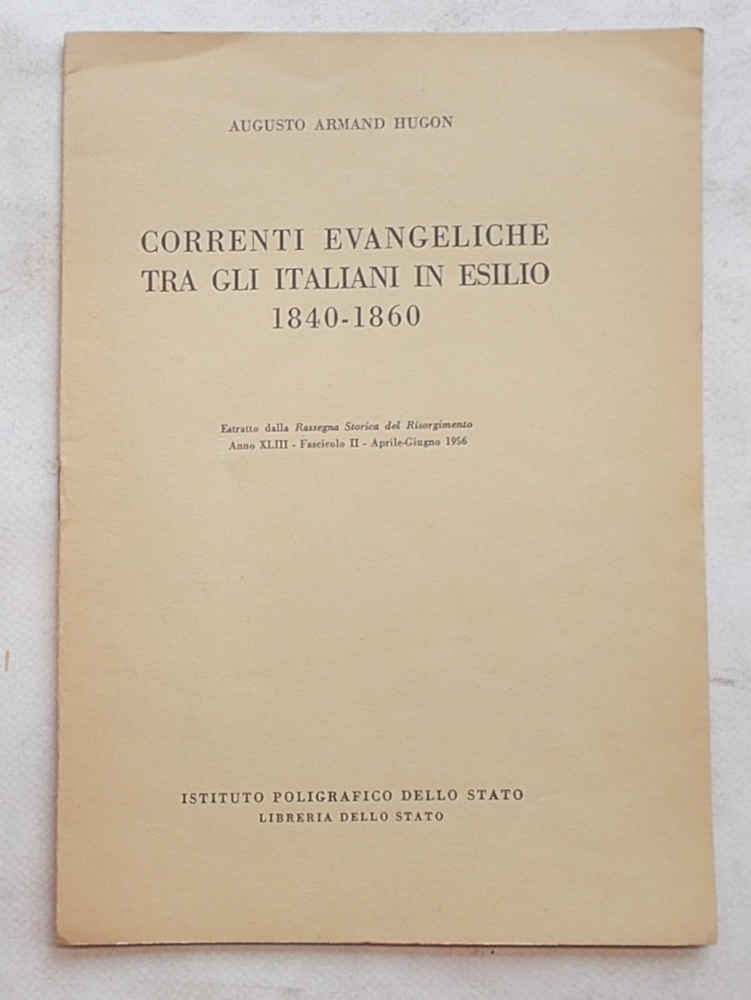 AUGUSTO ARMAND HUGON
CORRENTI EVANGELICHE
TRA GLI ITALIANI IN ESILIO
1840-1860
Estratto dalla Rassegna Storica del Risorgimento
Anno XLIII - Fascicolo II - Aprile-Giugno 1956
ISTITUTO POLIGRAFICO DELLO STATO
LIBRERIA DELLO STATO